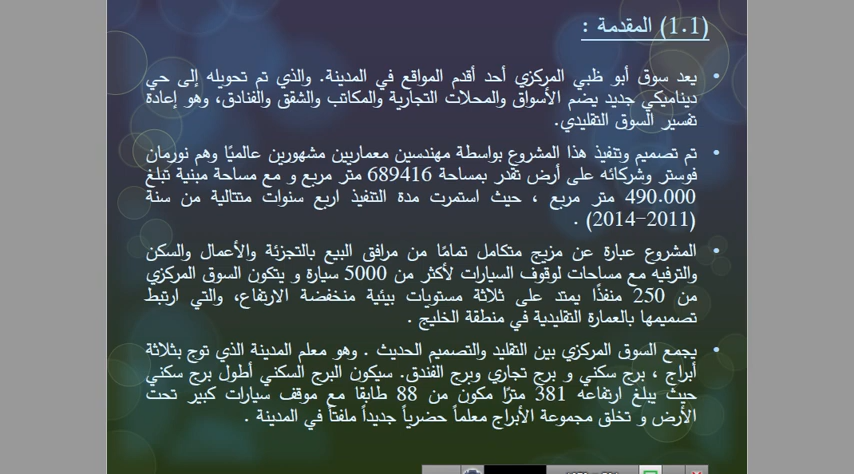 (1.1) المقدمة :
• يعد سوق أبو ظبي المركزي أحد أقدم المواقع في المدينة. والذي تم تحويله إلى حي
ديناميكي جديد يضم الأسواق والمحلات التجارية والمكاتب والشقق والفنادق، وهو إعادة
تفسير السوق التقليدي.
• تم تصميم وتنفيذ هذا المشروع بواسطة مهندسين معماريين مشهورين عالميًا وهم نورمان
فوستر وشركائه على أرض تقدر بمساحة 689416 متر مربع و مع مساحة مبنية تبلغ
490.000 متر مربع ، حيث استمرت مدة التنفيذ اربع سنوات متتالية من سنة
(2011-2014) .
• المشروع عبارة عن مزيج متكامل تمامًا من مرافق البيع بالتجزئة والأعمال والسكن
والترفيه مع مساحات لوقوف السيارات لأكثر من 5000 سيارة و يتكون السوق المركزي
من 250 منفذًا يمتد على ثلاثة مستويات بيئية منخفضة الارتفاع، والتي ارتبط
تصميمها بالعمارة التقليدية في منطقة الخليج .
• يجمع السوق المركزي بين التقليد والتصميم الحديث . وهو معلم المدينة الذي توج بثلاثة
أبراج ، برج سكني و برج تجاري وبرج الفندق. سيكون البرج السكني أطول برج سكني
حيث يبلغ ارتفاعه 381 مترًا مكون من 88 طابقا مع موقف سيارات كبير تحت
الأرض و تخلق مجموعة الأبراج معلماً حضرياً جديداً ملفتاً في المدينة .